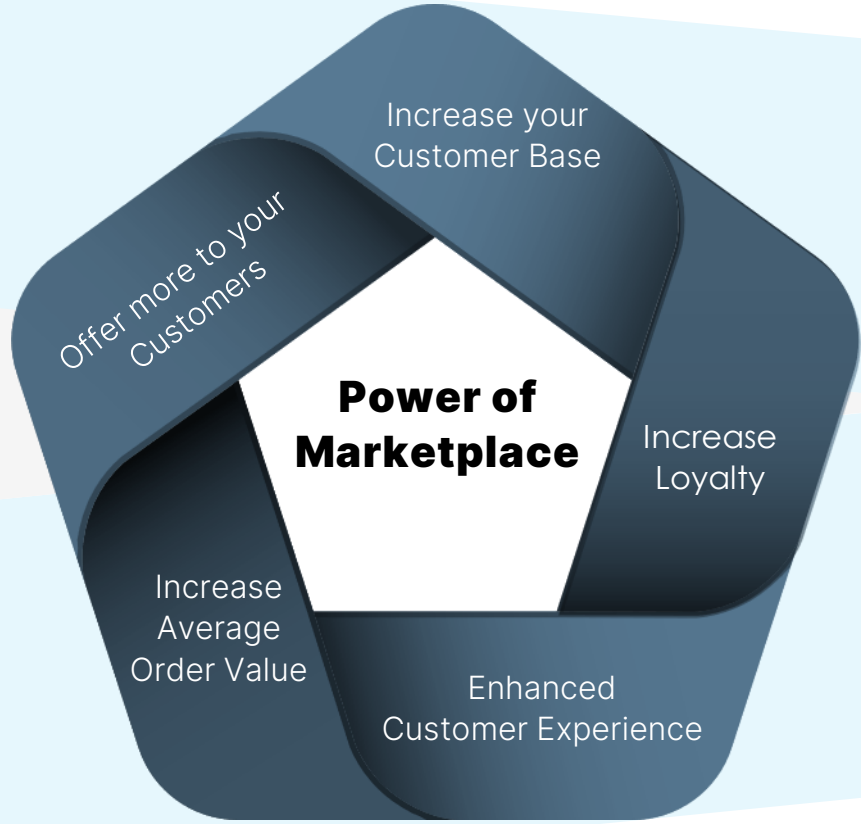 Increase your
Customer Base
Offer more to your
Customers
Power of
Marketplace
Increase
Loyalty
Increase
Average
Order Value
Enhanced
Customer Experience